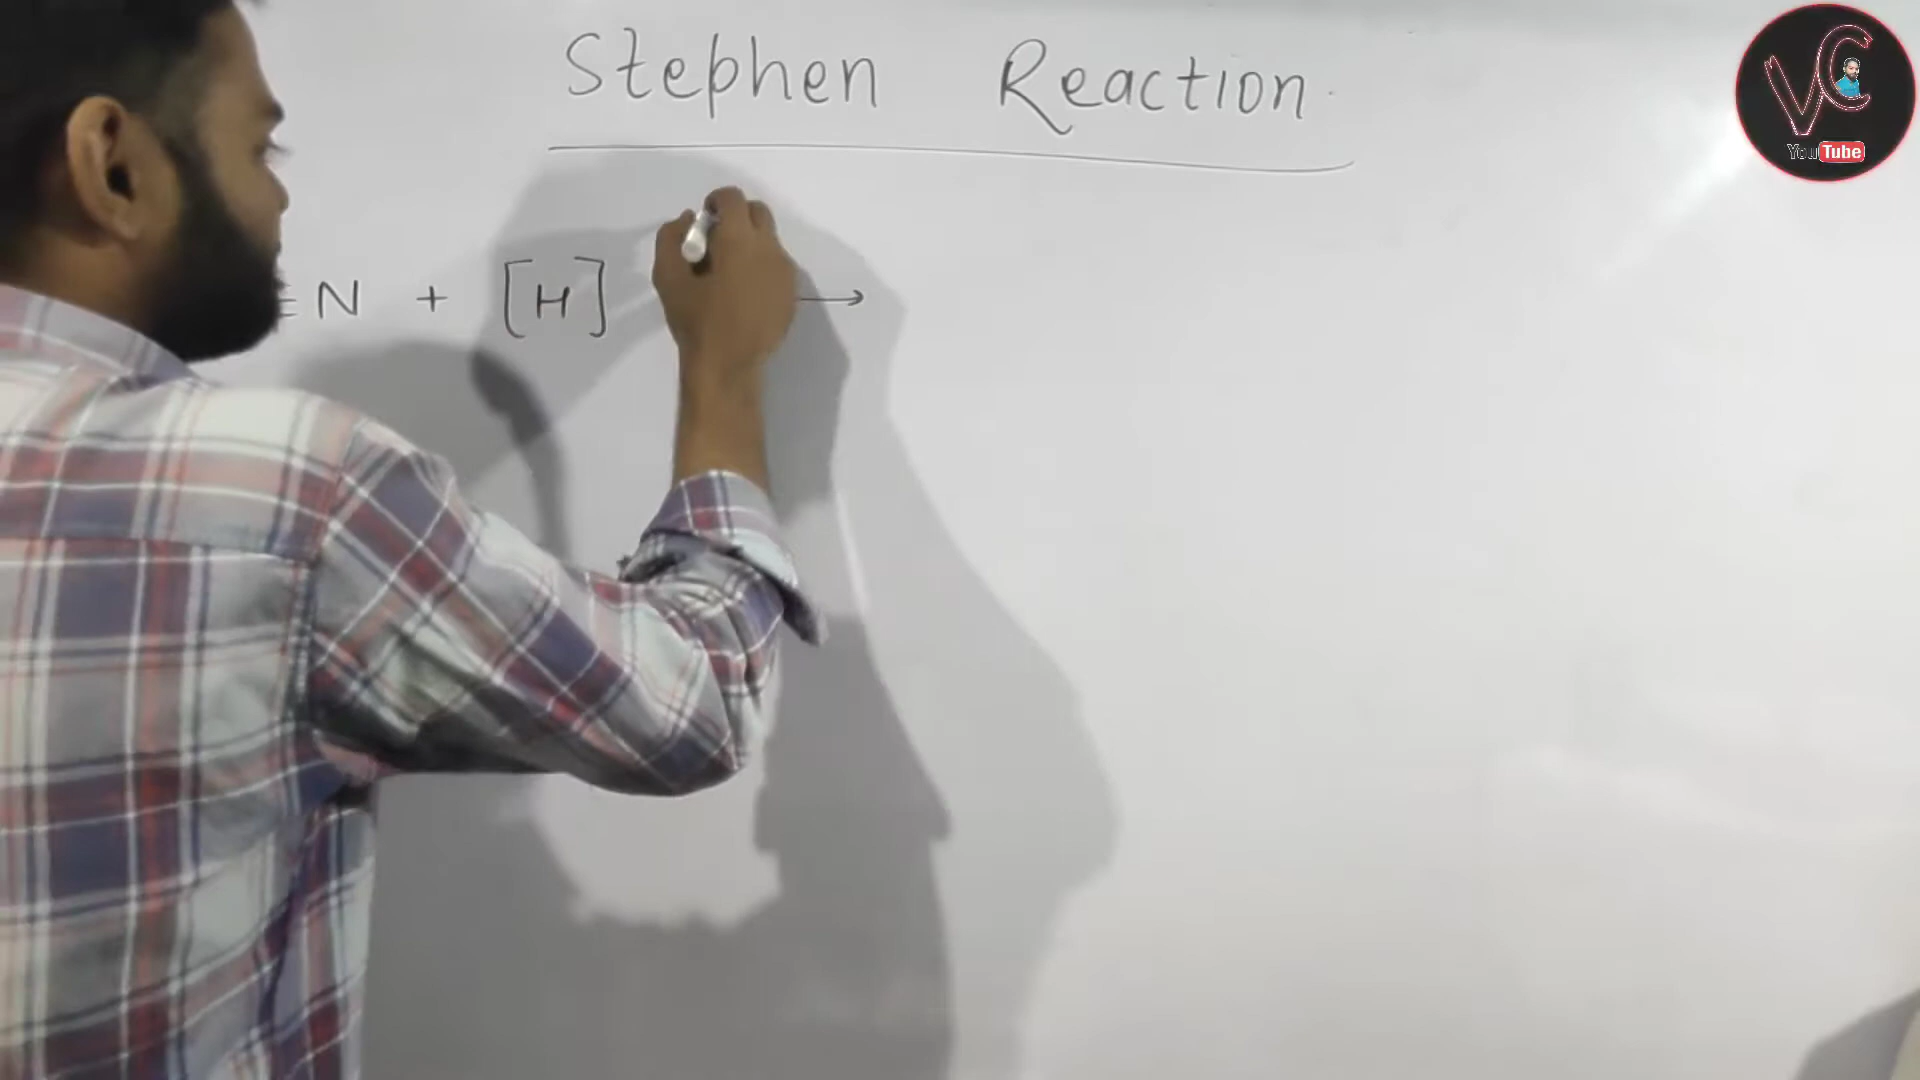 Stephen Reaction
≡ N + [H] →
VC
YouTube